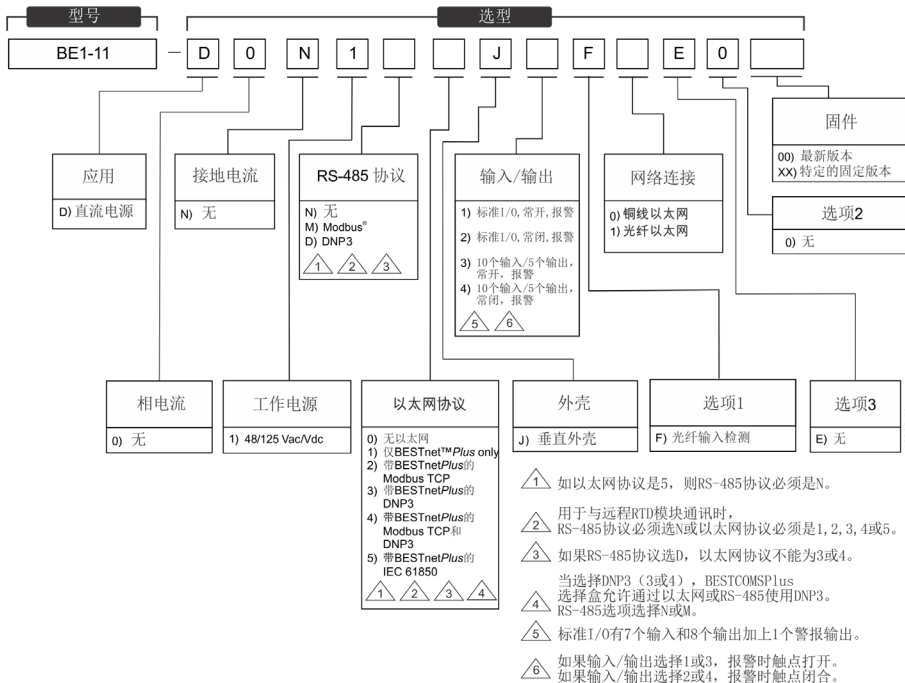 型号
选型
BE1-11
–
D
0
N
1
J
F
E
0
应用
D) 直流电源
接地电流
N) 无
RS-485 协议
N) 无
M) Modbus®
D) DNP3
1
2
3
输入/输出
1) 标准I/O,常开,报警
2) 标准I/O,常闭,报警
3) 10个输入/5个输出,
常开, 报警
4) 10个输入/5个输出,
常闭, 报警
5
6
网络连接
0) 铜线以太网
1) 光纤以太网
固件
00) 最新版本
XX) 特定的固定版本
选项2
0) 无
相电流
0) 无
工作电源
1) 48/125 Vac/Vdc
以太网协议
0) 无以太网
1) 仅BESTnet™Plus only
2) 带BESTnetPlus的
Modbus TCP
3) 带BESTnetPlus的
DNP3
4) 带BESTnetPlus的
Modbus TCP和
DNP3
5) 带BESTnetPlus的
IEC 61850
1
2
3
4
外壳
J) 垂直外壳
选项1
F) 光纤输入检测
选项3
E) 无
1 如以太网协议是5, 则RS-485协议必须是N。
2 用于与远程RTD模块通讯时,
RS-485协议必须选N或以太网协议必须是1,2,3,4或5。
3 如果RS-485协议选D, 以太网协议不能为3或4。
4 当选择DNP3（3或4）, BESTCOMSPlus
选择盒允许通过以太网或RS-485使用DNP3。
RS-485选项选择N或M。
5 标准I/O有7个输入和8个输出加上1个警报输出。
6 如果输入/输出选择1或3, 报警时触点打开。
如果输入/输出选择2或4, 报警时触点闭合。